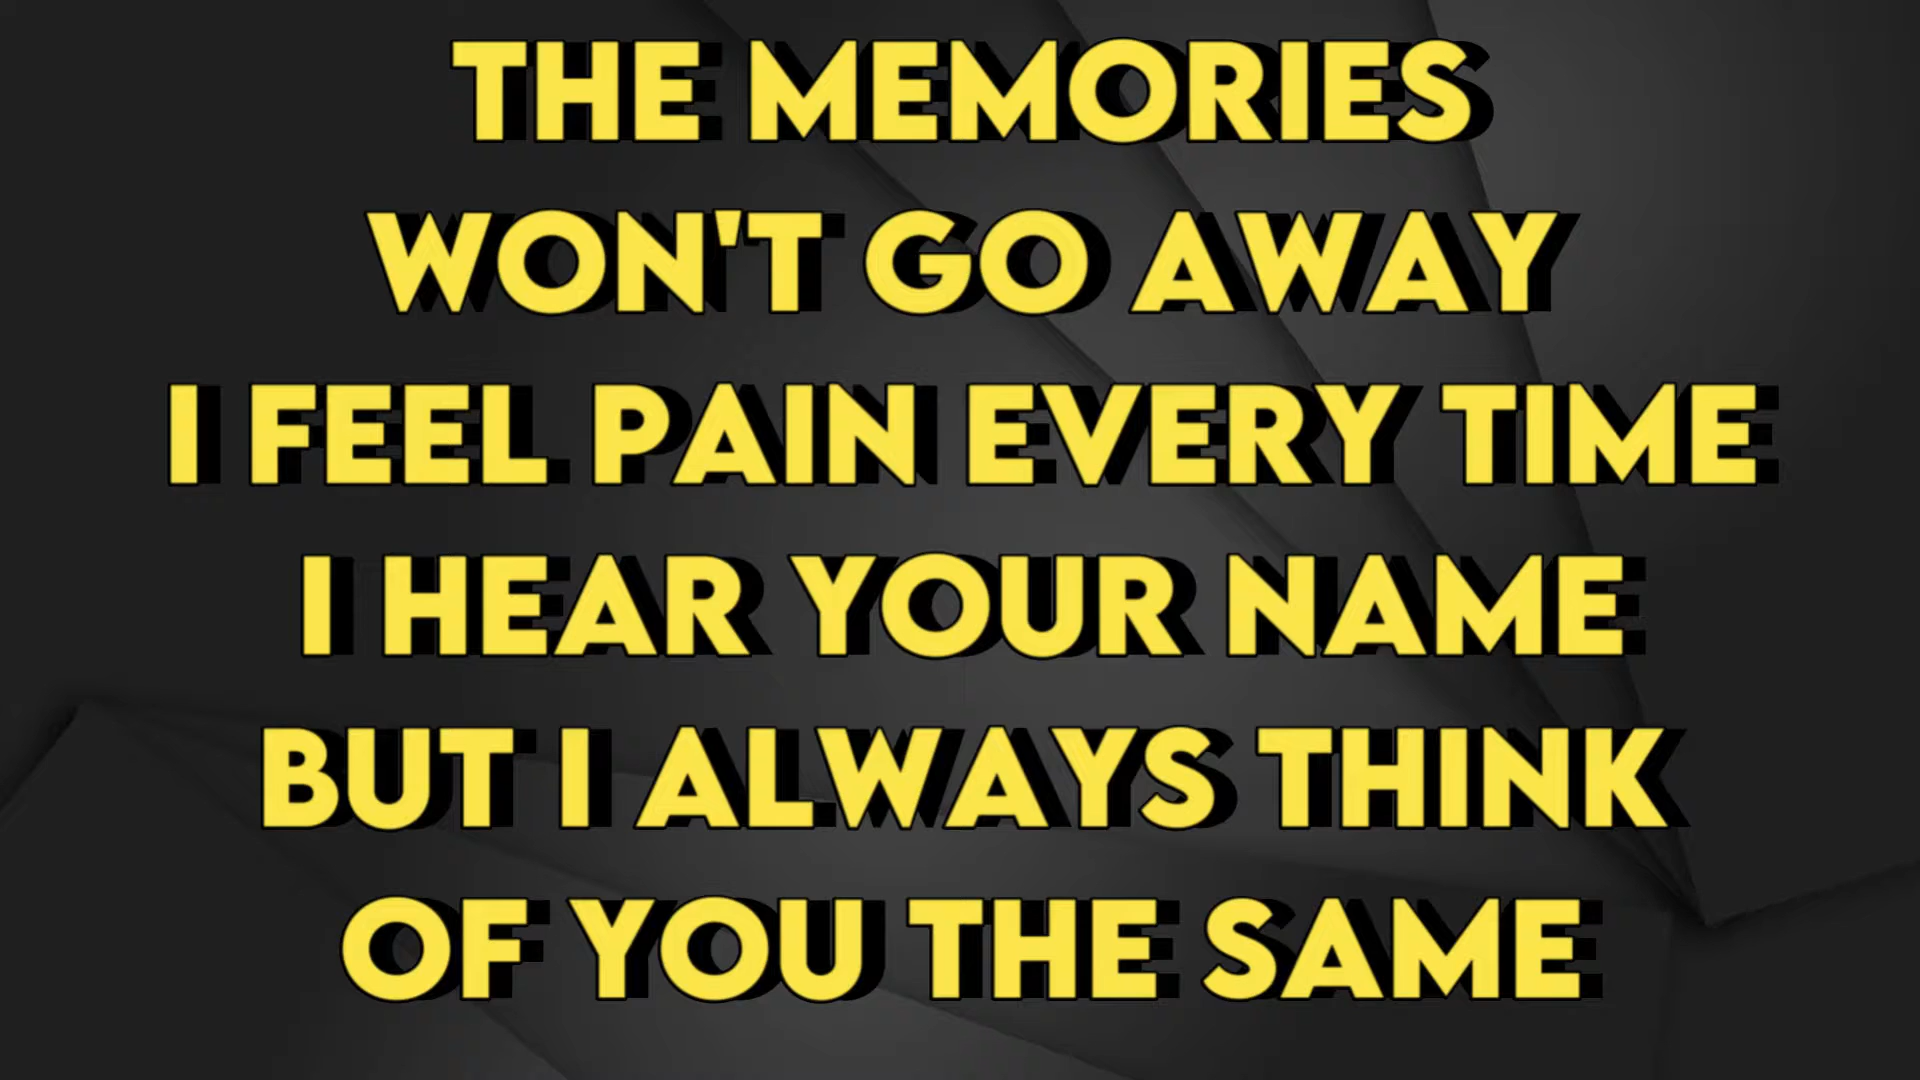 THE MEMORIES
WON'T GO AWAY
I FEEL PAIN EVERY TIME
I HEAR YOUR NAME
BUT I ALWAYS THINK
OF YOU THE SAME